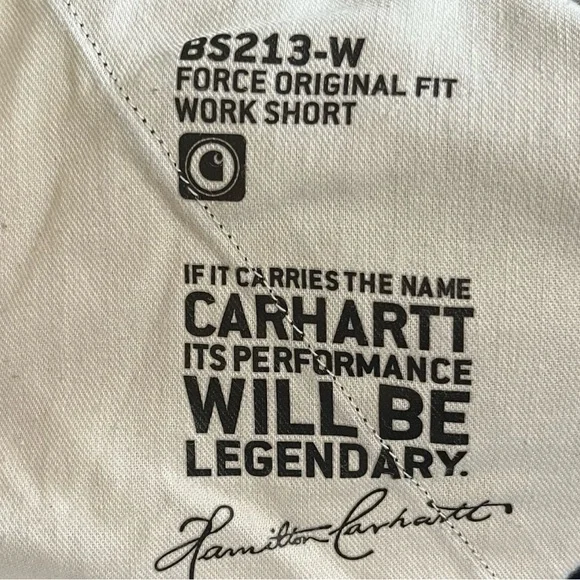 BS213-W
FORCE ORIGINAL FIT
WORK SHORT
IF IT CARRIES THE NAME
CARHARTT
ITS PERFORMANCE
WILL BE
LEGENDARY.
Hamilton Carhartt